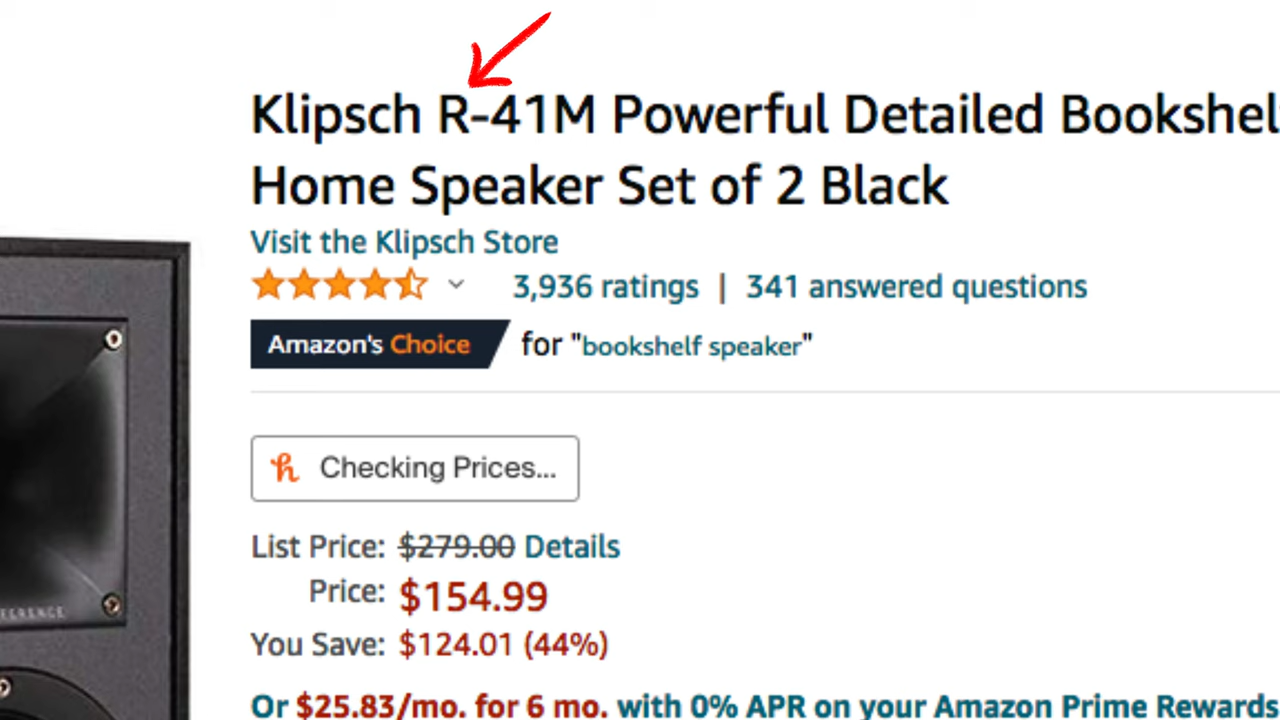 Klipsch R-41M Powerful Detailed Bookshel
Home Speaker Set of 2 Black
Visit the Klipsch Store
3,936 ratings | 341 answered questions
Amazon's Choice for "bookshelf speaker"
Checking Prices...
List Price: $279.00 Details
Price: $154.99
You Save: $124.01 (44%)
Or $25.83/mo. for 6 mo. with 0% APR on your Amazon Prime Rewards